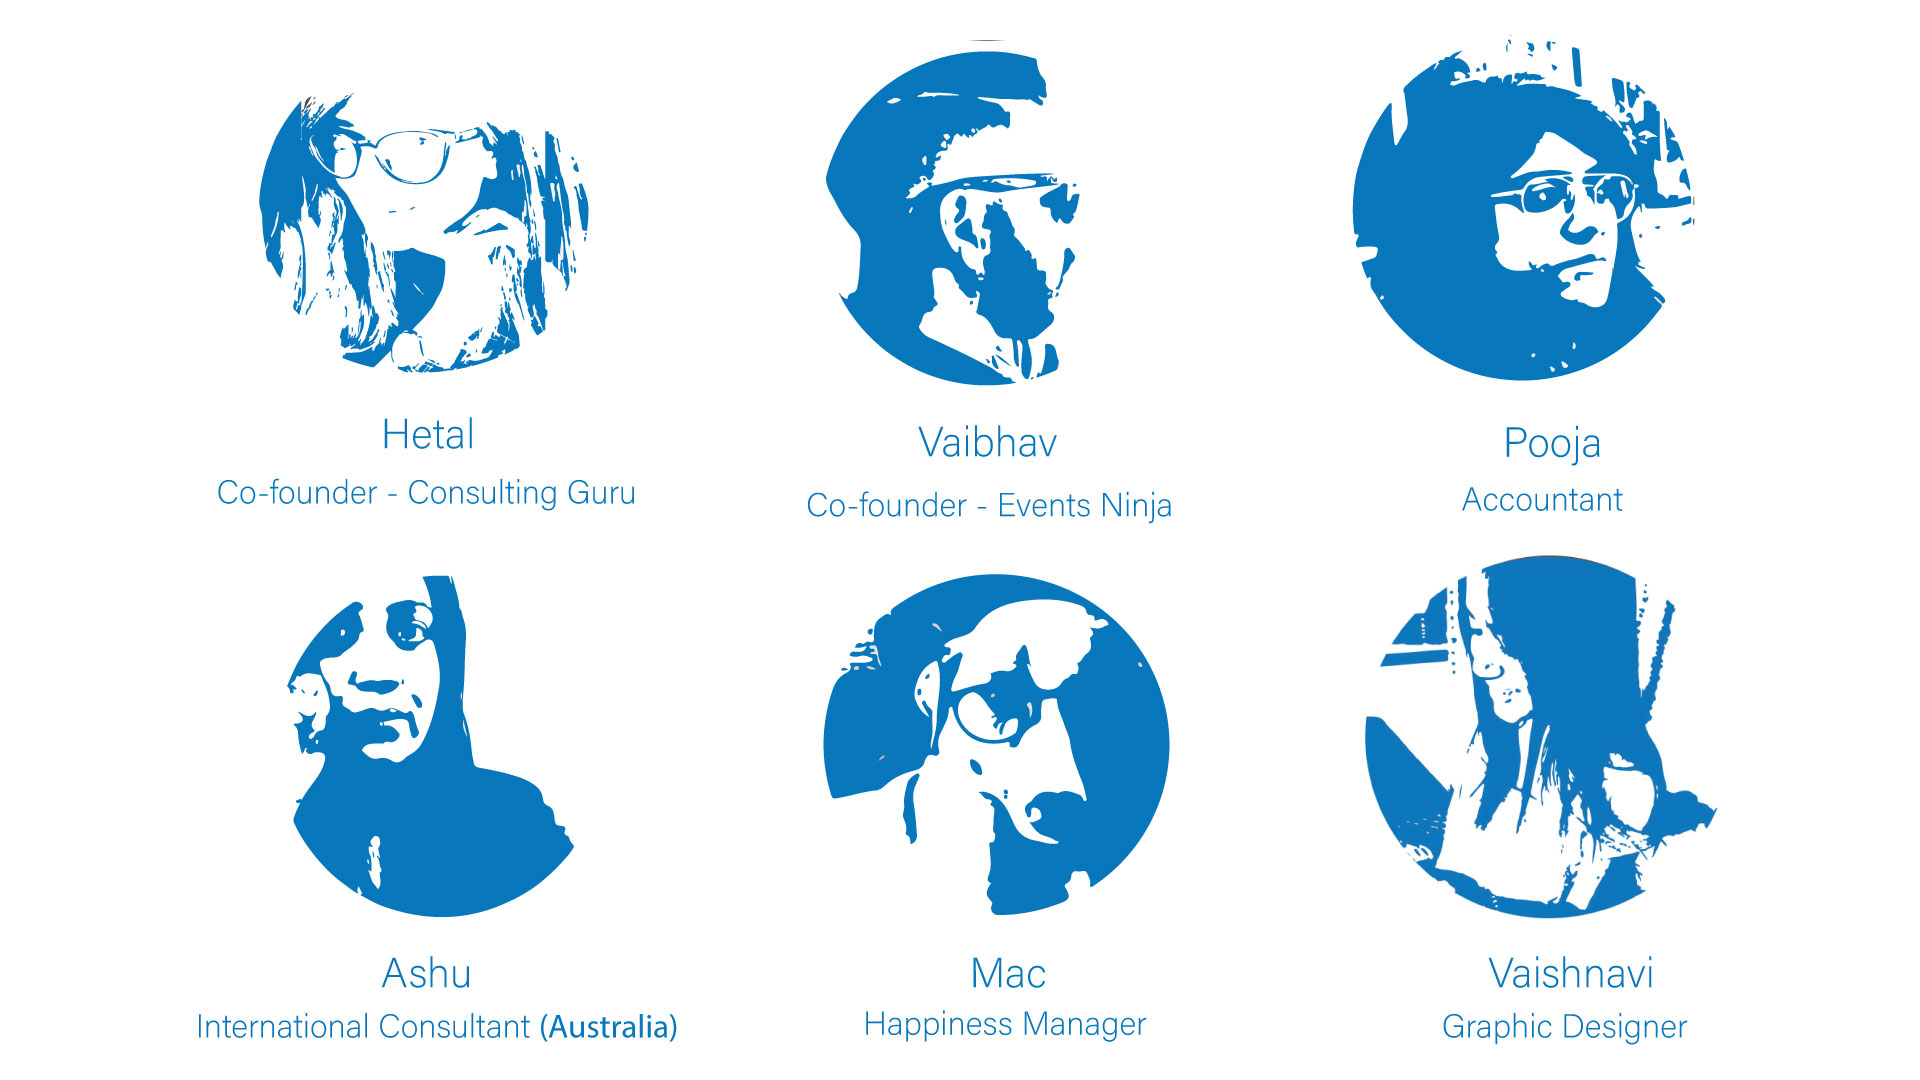 Hetal
Co-founder - Consulting Guru
Vaibhav
Co-founder - Events Ninja
Pooja
Accountant
Ashu
International Consultant (Australia)
Mac
Happiness Manager
Vaishnavi
Graphic Designer